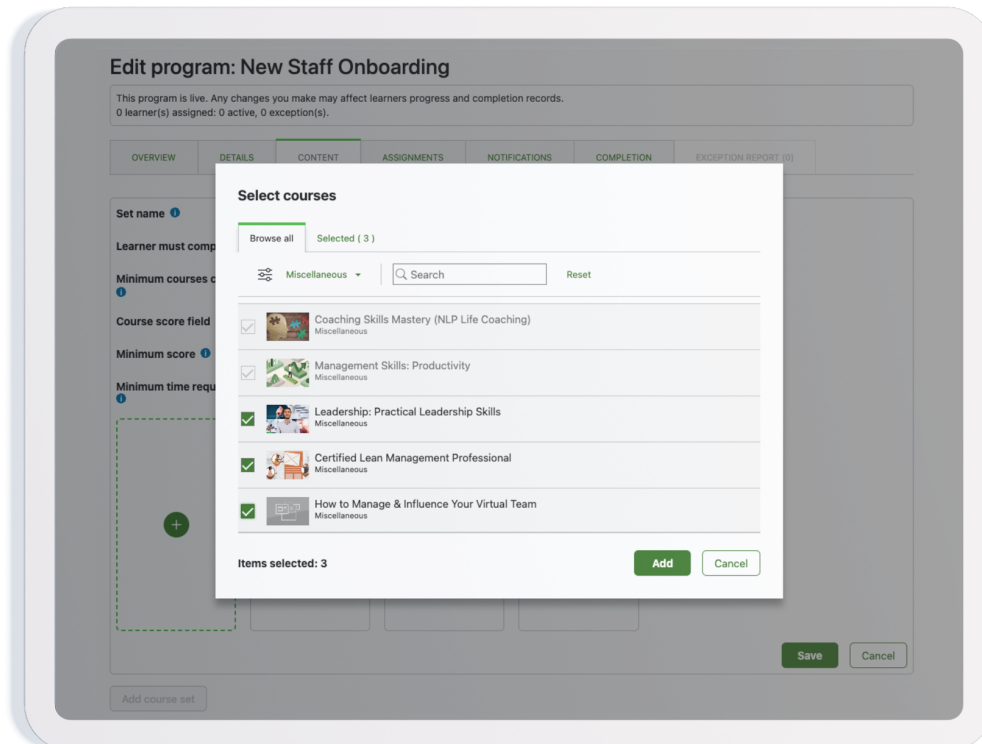 Edit program: New Staff Onboarding
This program is live. Any changes you make may affect learners progress and completion records.
0 learner(s) assigned: 0 active, 0 exception(s).
OVERVIEW DETAILS CONTENT ASSIGNMENTS NOTIFICATIONS COMPLETION EXCEPTION REPORT (0)
Set name
Learner must comp
Minimum courses c
Course score field
Minimum score
Minimum time requ
Select courses
Browse all Selected ( 3 )
Miscellaneous Search Reset
Coaching Skills Mastery (NLP Life Coaching)
Miscellaneous
Management Skills: Productivity
Miscellaneous
Leadership: Practical Leadership Skills
Miscellaneous
Certified Lean Management Professional
Miscellaneous
How to Manage & Influence Your Virtual Team
Miscellaneous
Items selected: 3 Add Cancel
Save Cancel
Add course set